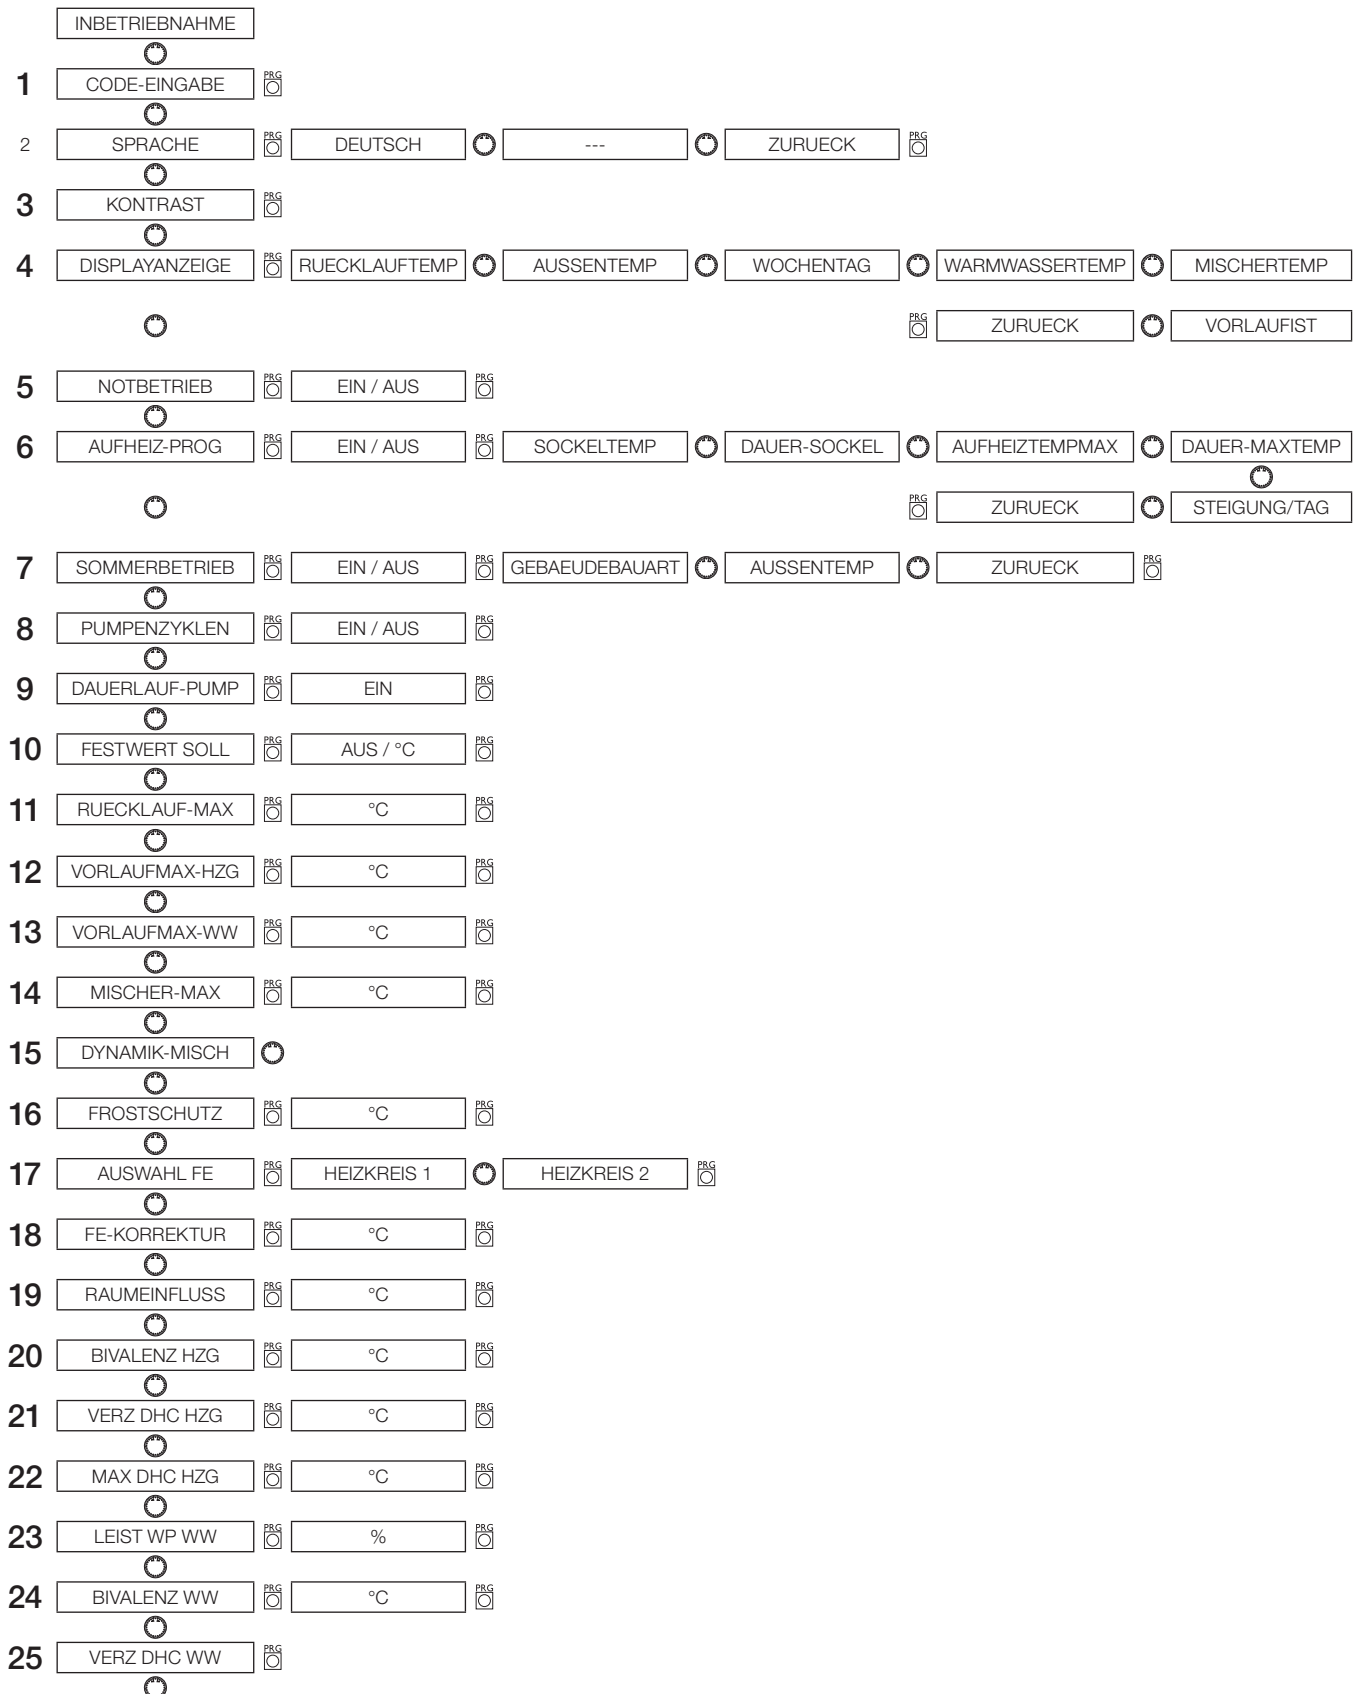 INBETRIEBNAHME
1 CODE-EINGABE PRG
2 SPRACHE PRG DEUTSCH --- ZURUECK PRG
3 KONTRAST PRG
4 DISPLAYANZEIGE PRG RUECKLAUFTEMP AUSSENTEMP WOCHENTAG WARMWASSERTEMP MISCHERTEMP
PRG ZURUECK VORLAUFIST
5 NOTBETRIEB PRG EIN / AUS PRG
6 AUFHEIZ-PROG PRG EIN / AUS PRG SOCKELTEMP DAUER-SOCKEL AUFHEIZTEMPMAX DAUER-MAXTEMP
PRG ZURUECK STEIGUNG/TAG
7 SOMMERBETRIEB PRG EIN / AUS PRG GEBAEUDEBAUART AUSSENTEMP ZURUECK PRG
8 PUMPENZYKLEN PRG EIN / AUS PRG
9 DAUERLAUF-PUMP PRG EIN PRG
10 FESTWERT SOLL PRG AUS / °C PRG
11 RUECKLAUF-MAX PRG °C PRG
12 VORLAUFMAX-HZG PRG °C PRG
13 VORLAUFMAX-WW PRG °C PRG
14 MISCHER-MAX PRG °C PRG
15 DYNAMIK-MISCH
16 FROSTSCHUTZ PRG °C PRG
17 AUSWAHL FE PRG HEIZKREIS 1 HEIZKREIS 2 PRG
18 FE-KORREKTUR PRG °C PRG
19 RAUMEINFLUSS PRG °C PRG
20 BIVALENZ HZG PRG °C PRG
21 VERZ DHC HZG PRG °C PRG
22 MAX DHC HZG PRG °C PRG
23 LEIST WP WW PRG % PRG
24 BIVALENZ WW PRG °C PRG
25 VERZ DHC WW PRG